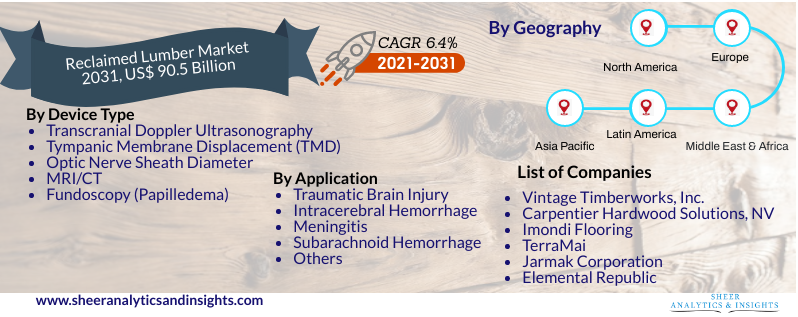 Reclaimed Lumber Market
2031, US$ 90.5 Billion
CAGR 6.4%
2021-2031
By Geography
North America
Europe
Asia Pacific
Latin America
Middle East & Africa
By Device Type
• Transcranial Doppler Ultrasonography
• Tympanic Membrane Displacement (TMD)
• Optic Nerve Sheath Diameter
• MRI/CT
• Fundoscopy (Papilledema)
By Application
• Traumatic Brain Injury
• Intracerebral Hemorrhage
• Meningitis
• Subarachnoid Hemorrhage
• Others
List of Companies
• Vintage Timberworks, Inc.
• Carpentier Hardwood Solutions, NV
• Imondi Flooring
• TerraMai
• Jarmak Corporation
• Elemental Republic
www.sheeranalyticsandinsights.com
SHEER
ANALYTICS & INSIGHTS